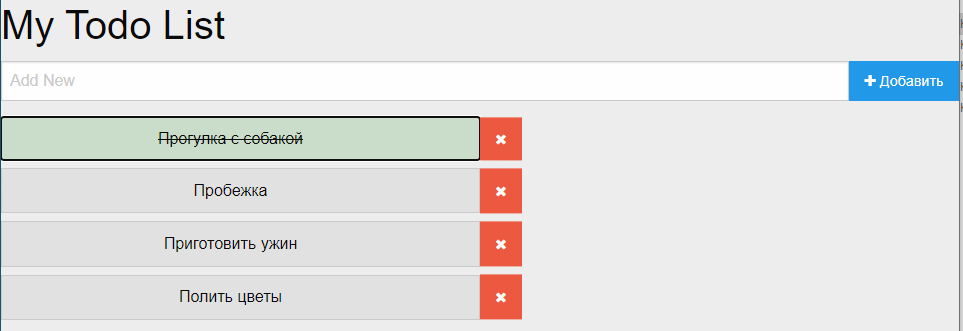 My Todo List
Add New
Добавить
Прогулка с собакой
Пробежка
Приготовить ужин
Полить цветы